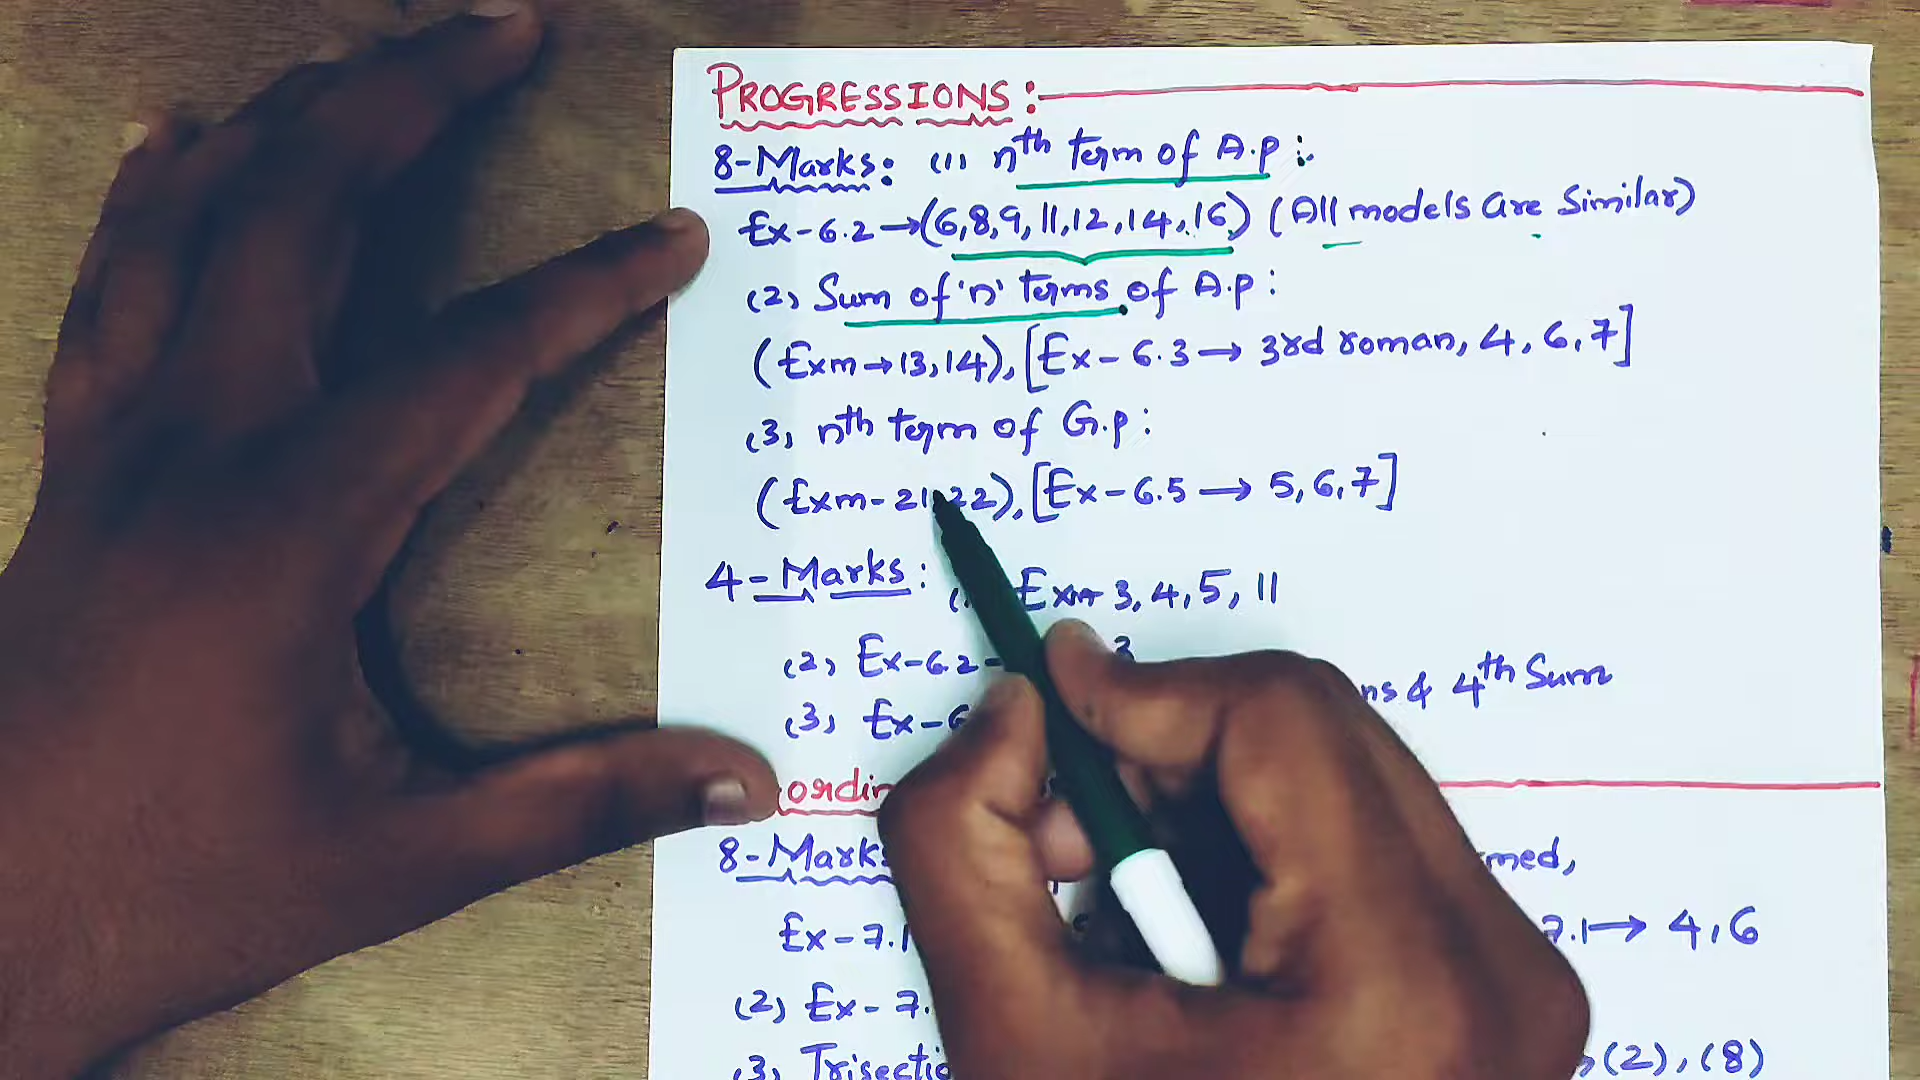 PROGRESSIONS:
8-Marks: (1) nth term of A.P:
Ex-6.2→(6,8,9,11,12,14,16) (All models are Similar)
(2) Sum of 'n' terms of A.P:
(Exm→13,14), [Ex-6.3→ 3rd roman, 4, 6, 7]
(3) nth term of G.P:
(Exm-21,22), [Ex-6.5→ 5,6,7]
4-Marks: Exm 3, 4, 5, 11
(2) Ex-6.2- 3
(3) Ex-6 & 4th Sum
8-Marks
Ex-7.1 7.1→ 4,6
(2) Ex-7.
(3) (2), (8)